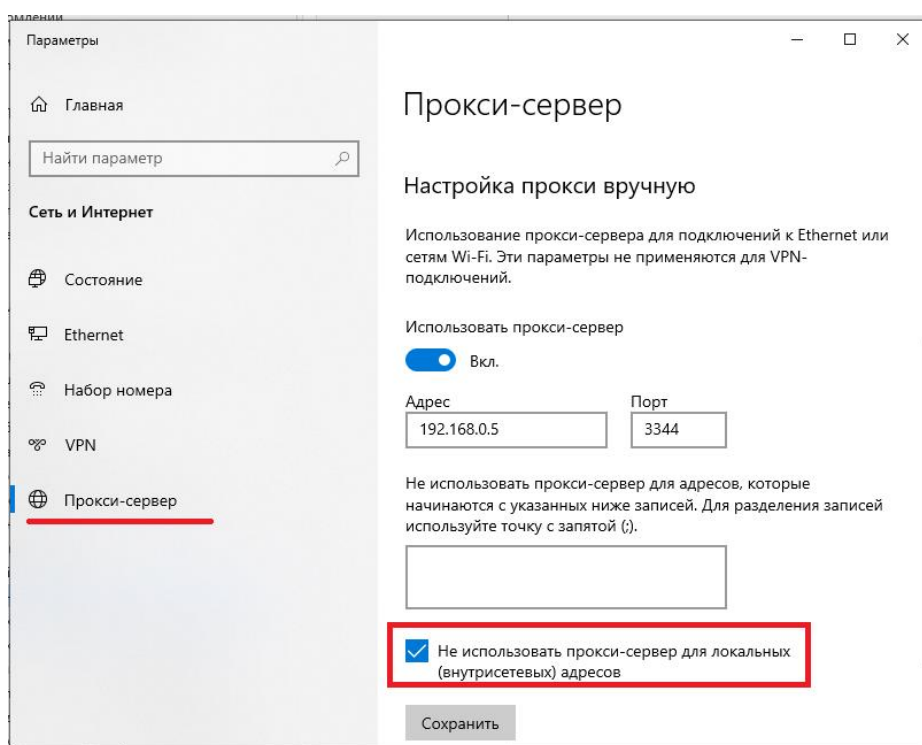 Параметры
Главная
Найти параметр
Сеть и Интернет
Состояние
Ethernet
Набор номера
VPN
Прокси-сервер
Прокси-сервер
Настройка прокси вручную
Использование прокси-сервера для подключений к Ethernet или
сетям Wi-Fi. Эти параметры не применяются для VPN-
подключений.
Использовать прокси-сервер
Вкл.
Адрес
Порт
192.168.0.5
3344
Не использовать прокси-сервер для адресов, которые
начинаются с указанных ниже записей. Для разделения записей
используйте точку с запятой (;).
Не использовать прокси-сервер для локальных
(внутрисетевых) адресов
Сохранить